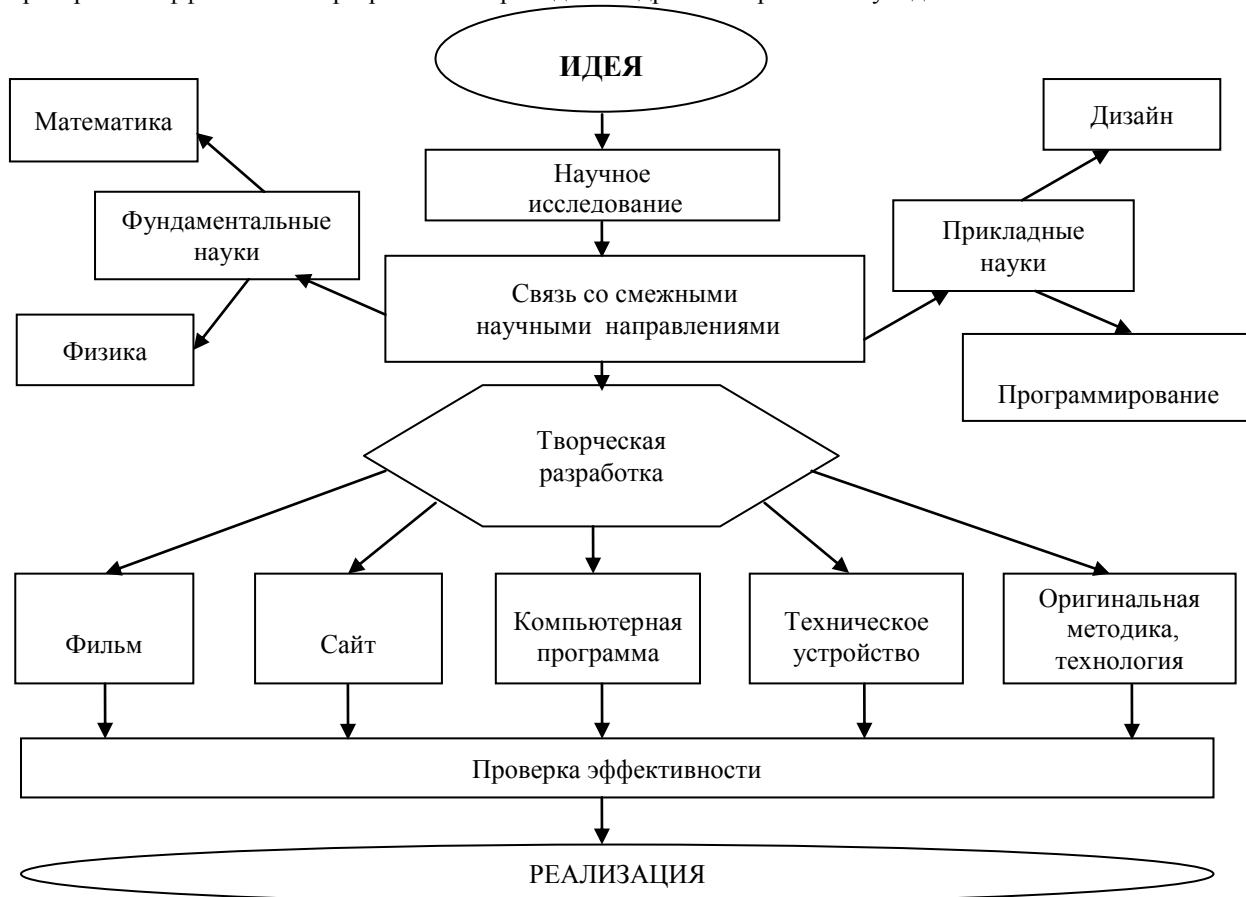 ИДЕЯ
Математика
Дизайн
Научное
исследование
Фундаментальные
науки
Прикладные
науки
Связь со смежными
научными направлениями
Физика
Программирование
Творческая
разработка
Фильм
Сайт
Компьютерная
программа
Техническое
устройство
Оригинальная
методика,
технология
Проверка эффективности
РЕАЛИЗАЦИЯ